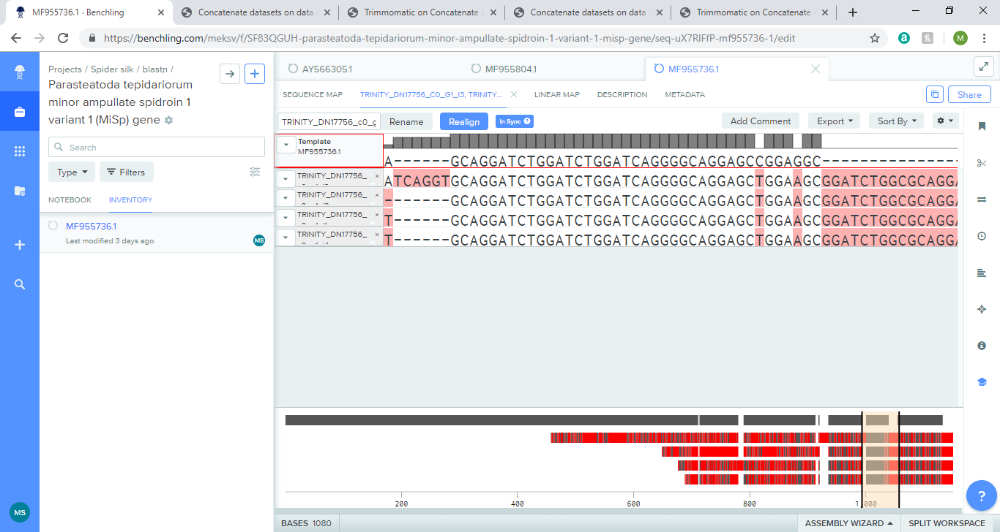 MF955736.1 · Benchling
Concatenate datasets on data
Trimmomatic on Concatenate
Concatenate datasets on data
Trimmomatic on Concatenate
https://benchling.com/meksv/f/SF83QGUH-parasteatoda-tepidariorum-minor-ampullate-spidroin-1-variant-1-misp-gene/seq-uX7RIFfP-mf955736-1/edit
M
Projects / Spider silk / blastn /
Parasteatoda tepidariorum
minor ampullate spidroin 1
variant 1 (MiSp) gene
Search
Type
Filters
NOTEBOOK
INVENTORY
MF955736.1
Last modified 3 days ago
MS
MS
AY566305.1
MF955804.1
MF955736.1
SEQUENCE MAP
TRINITY_DN17756_C0_G1_I3, TRINITY...
LINEAR MAP
DESCRIPTION
METADATA
Share
TRINITY_DN17756_c0_g
Rename
Realign
In Sync
Add Comment
Export
Sort By
Template
MF955736.1
A------GCAGGATCTGGATCTGGATCAGGGGCAGGAGCCGGAGGC---------------
TRINITY_DN17756_
ATCAGGTGCAGGATCTGGATCTGGATCAGGGGCAGGAGCTGGAAGCGGATCTGGCGCAGGA
TRINITY_DN17756_
-------GCAGGATCTGGATCTGGATCAGGGGCAGGAGCTGGAAGCGGATCTGGCGCAGGA
TRINITY_DN17756_
T------GCAGGATCTGGATCTGGATCAGGGGCAGGAGCTGGAAGCGGATCTGGCGCAGGA
TRINITY_DN17756_
T------GCAGGATCTGGATCTGGATCAGGGGCAGGAGCTGGAAGCGGATCTGGCGCAGGA
200
400
600
800
1,000
BASES 1080
ASSEMBLY WIZARD
SPLIT WORKSPACE